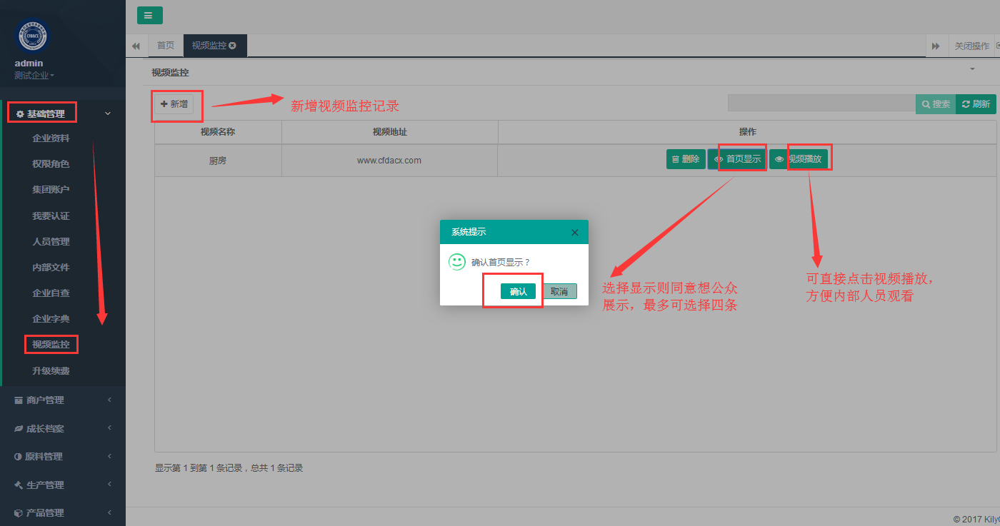 首页
视频监控
关闭操作
admin
测试企业
基础管理
企业资料
权限角色
集团账户
我要认证
人员管理
内部文件
企业自查
企业字典
视频监控
升级续费
商户管理
成长档案
原料管理
生产管理
产品管理
视频监控
新增
新增视频监控记录
搜索
刷新
视频名称 视频地址 操作
厨房 www.cfdacx.com 删除 首页显示 视频播放
系统提示
确认首页显示？
确认 取消
选择显示则同意想公众
展示，最多可选择四条
可直接点击视频播放，
方便内部人员观看
显示第 1 到第 1 条记录，总共 1 条记录
© 2017 Kily